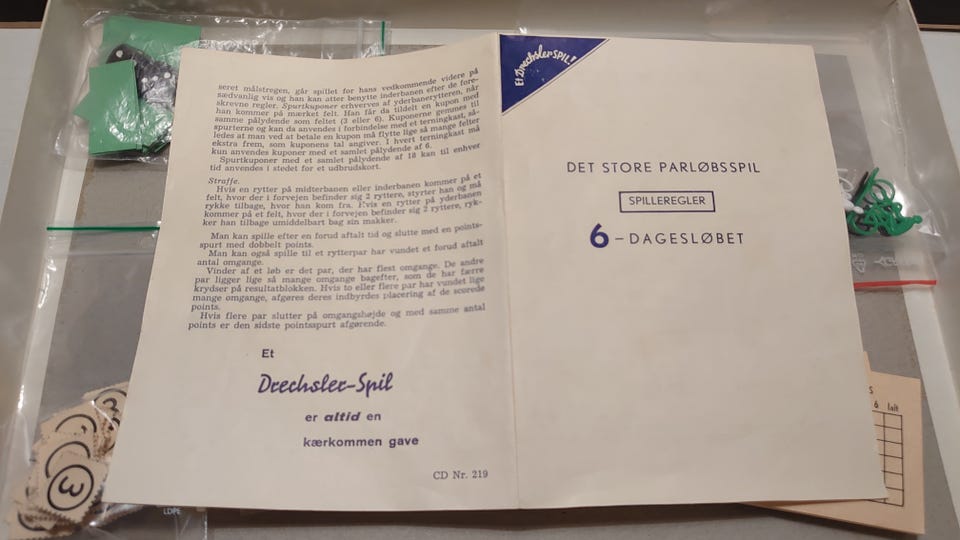 seret målstregen, går spillet for hans vedkommende videre på
sædvanlig vis og han kan atter benytte inderbanen efter de fore-
skrevne regler. Spurtkuponer erhverves af yderbanerytteren, når
han kommer på mærket felt. Han får da tildelt en kupon med
samme pålydende som feltet (3 eller 6). Kuponerne gemmes til
spurterne og kan da anvendes i forbindelse med et terningkast, så-
ledes at man ved at betale en kupon må flytte lige så mange felter
ekstra frem, som kuponens tal angiver. I hvert terningkast må
kun anvendes kuponer med et samlet pålydende af 6.
Spurtkuponer med et samlet pålydende af 18 kan til enhver
tid anvendes i stedet for et udbrudskort.
Straffe.
Hvis en rytter på midterbanen eller inderbanen kommer på et
felt, hvor der i forvejen befinder sig 2 ryttere, styrter han og må
rykke tilbage, hvor han kom fra. Hvis en rytter på yderbanen
kommer på et felt, hvor der i forvejen befinder sig 2 ryttere, ryk-
ker han tilbage umiddelbart bag sin makker.
Man kan spille efter en forud aftalt tid og slutte med en points-
spurt med dobbelt points.
Man kan også spille til et rytterpar har vundet et forud aftalt
antal omgange.
Vinder af et løb er det par, der har flest omgange. De andre
par ligger lige så mange omgange bagefter, som de har færre
krydser på resultatblokken. Hvis to eller flere par har vundet lige
mange omgange, afgøres deres indbyrdes placering af de scorede
points.
Hvis flere par slutter på omgangshøjde og med samme antal
points er den sidste pointsspurt afgørende.
Et
Drechsler-Spil
er altid en
kærkommen gave
CD Nr. 219
Et Drechsler SPIL!
DET STORE PARLØBSSPIL
SPILLEREGLER
6-DAGESLØBET
S
6 Ialt
3
LDPE